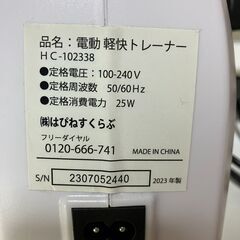 品名：電動 軽快トレーナー
HC-102338
●定格電圧：100-240V
●定格周波数 50/60Hz
●定格消費電力 25W
㈱はぴねすくらぶ
フリーダイヤル
0120-666-741
MADE IN CHINA
S/N 2307052440 2023年製